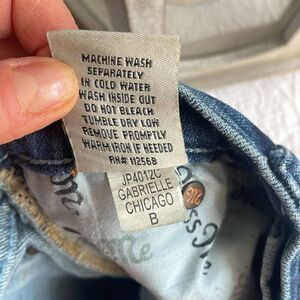 MACHINE WASH
SEPARATELY
IN COLD WATER
WASH INSIDE OUT
DO NOT BLEACH
TUMBLE DRY LOW
REMOVE PROMPTLY
WARM IRON IF NEEDED
RN# 112568
JP4012C
GABRIELLE
CHICAGO
B